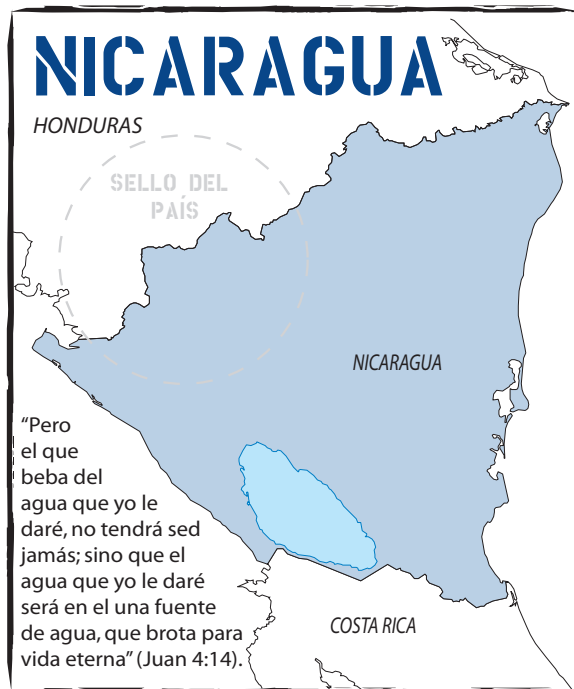 NICARAGUA
HONDURAS
SELLO DEL
PAÍS
NICARAGUA
“Pero
el que
beba del
agua que yo le
daré, no tendrá sed
jamás; sino que el
agua que yo le daré
será en el una fuente
de agua, que brota para
vida eterna” (Juan 4:14).
COSTA RICA